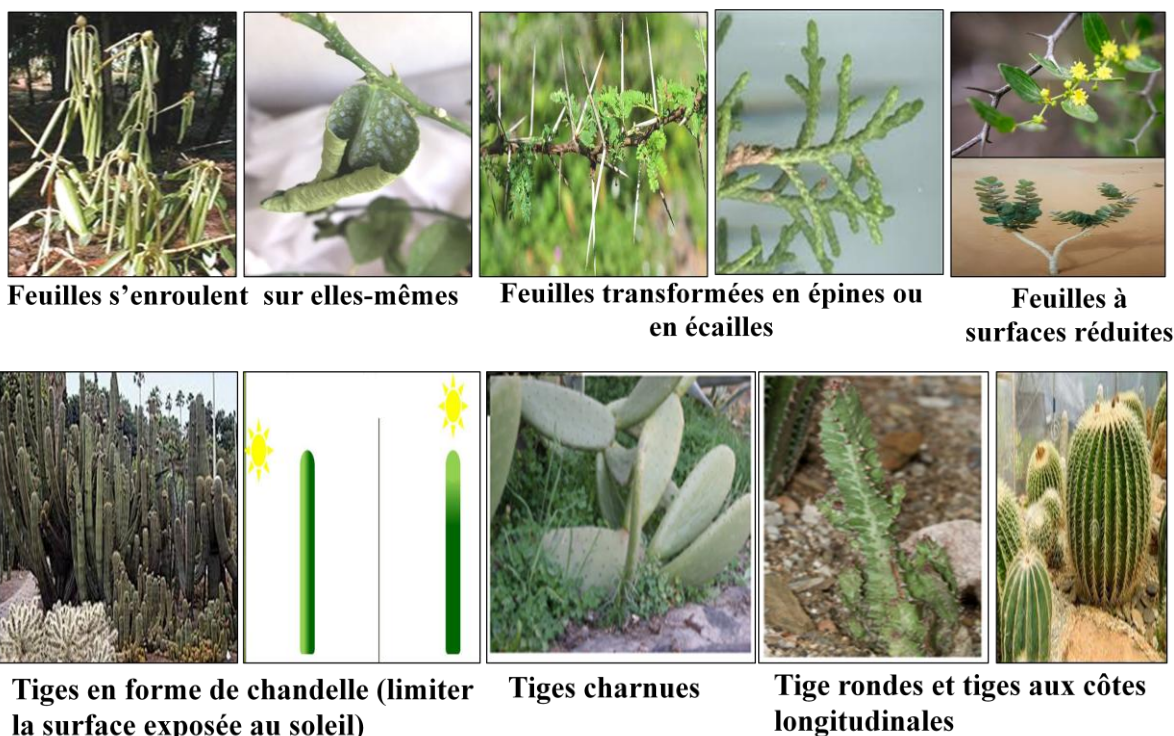 Feuilles s’enroulent sur elles-mêmes
Feuilles transformées en épines ou
en écailles
Feuilles à
surfaces réduites
Tiges en forme de chandelle (limiter
la surface exposée au soleil)
Tiges charnues
Tige rondes et tiges aux côtes
longitudinales